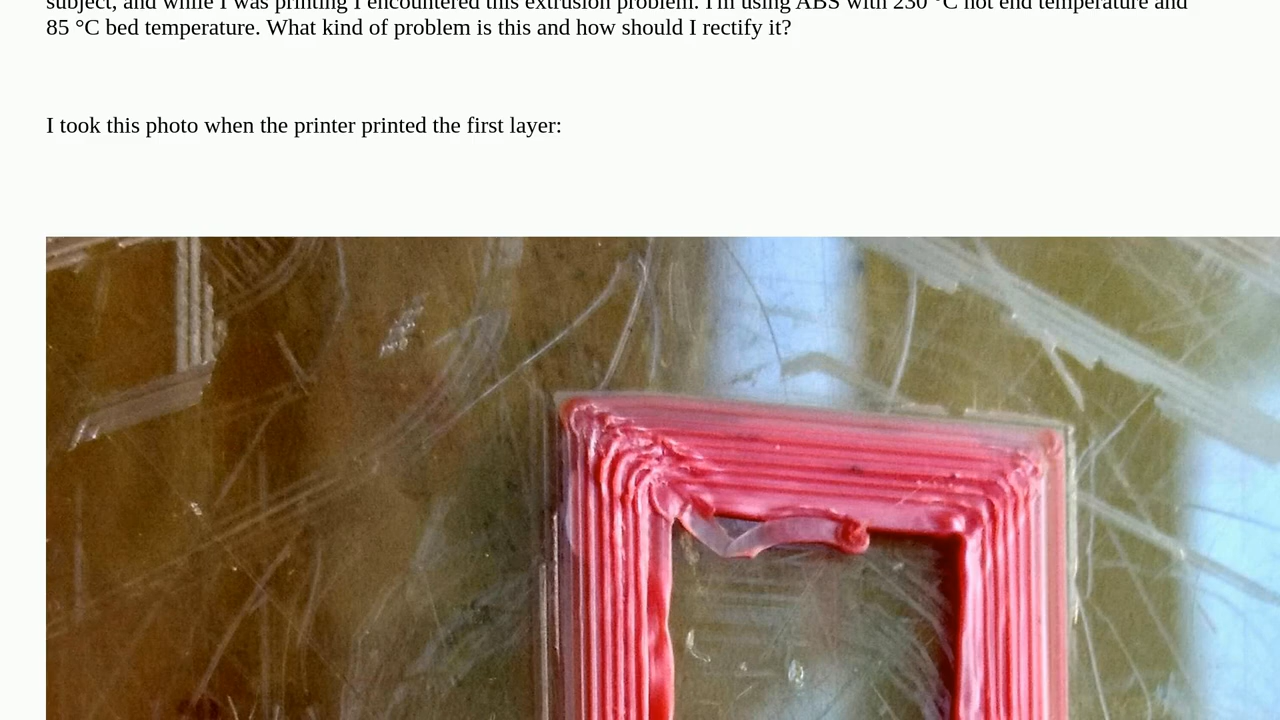 subject, and while I was printing I encountered this extrusion problem. I'm using ABS with 230 °C hot end temperature and
85 °C bed temperature. What kind of problem is this and how should I rectify it?
I took this photo when the printer printed the first layer: